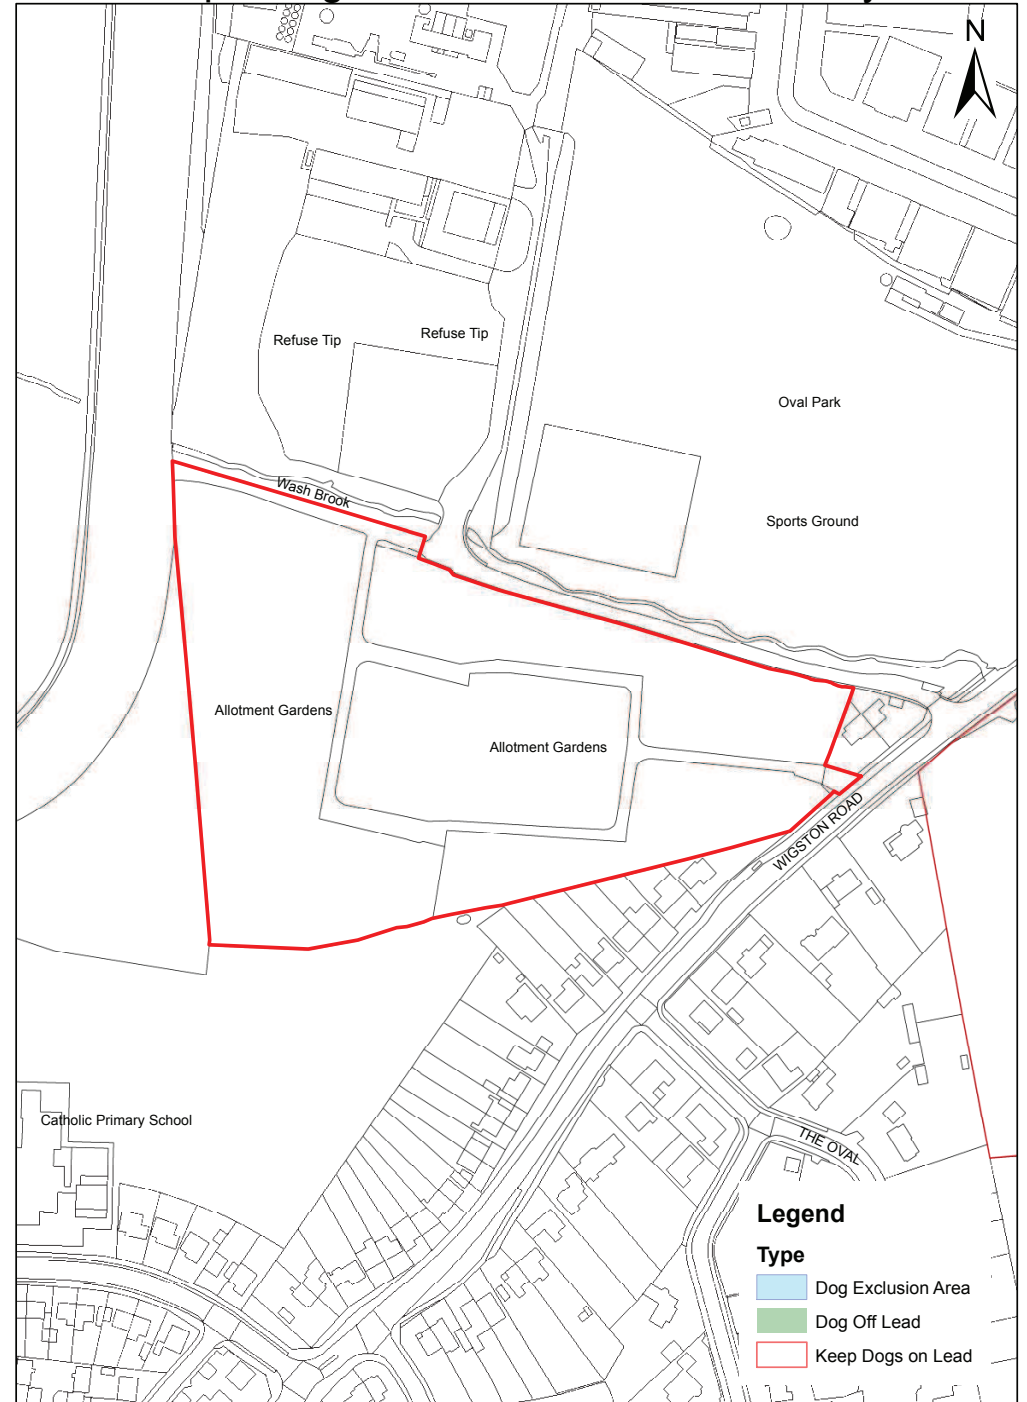 N
Refuse Tip
Refuse Tip
Oval Park
Wash Brook
Sports Ground
Allotment Gardens
Allotment Gardens
WIGSTON ROAD
Catholic Primary School
THE OVAL
Legend
Type
Dog Exclusion Area
Dog Off Lead
Keep Dogs on Lead